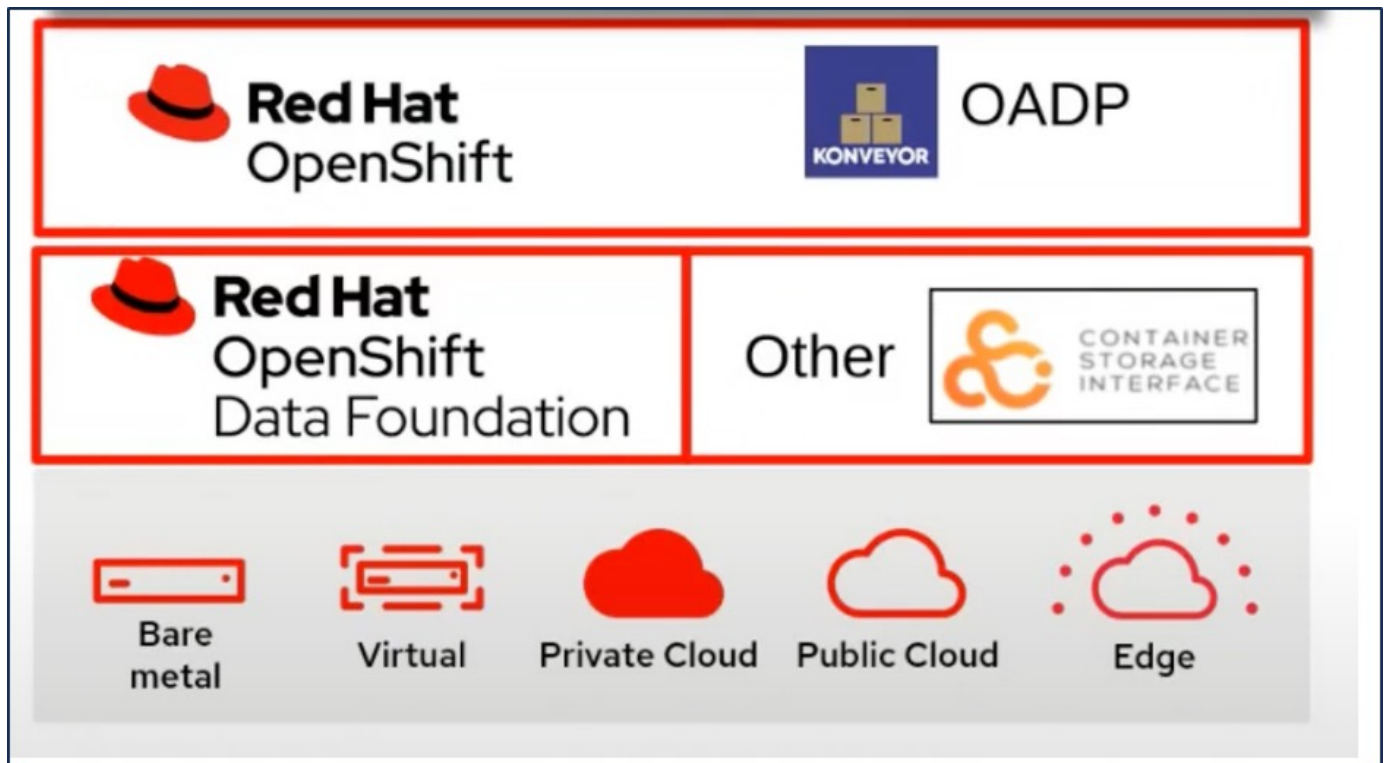 Red Hat
OpenShift
KONVEYOR
OADP
Red Hat
OpenShift
Data Foundation
Other
CONTAINER
STORAGE
INTERFACE
Bare
metal
Virtual
Private Cloud
Public Cloud
Edge